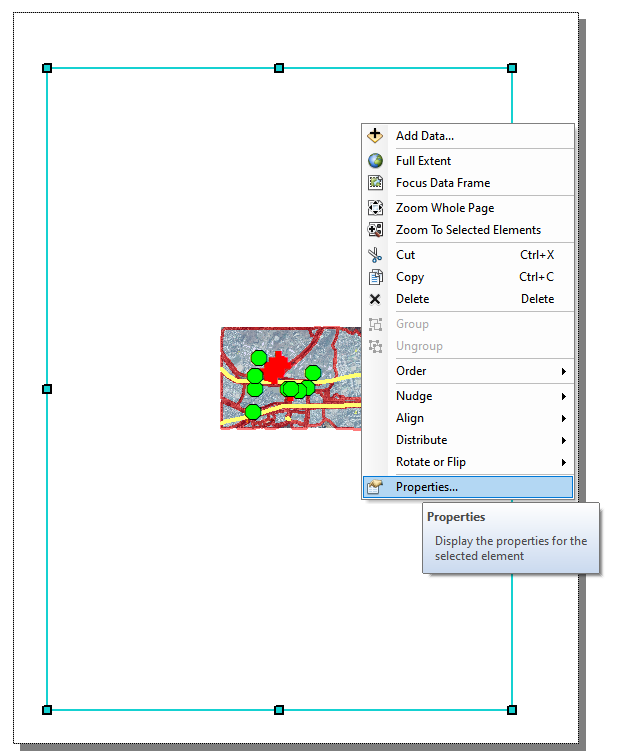 Add Data...
Full Extent
Focus Data Frame
Zoom Whole Page
Zoom To Selected Elements
Cut Ctrl+X
Copy Ctrl+C
Delete Delete
Group
Ungroup
Order
Nudge
Align
Distribute
Rotate or Flip
Properties...
Properties
Display the properties for the
selected element